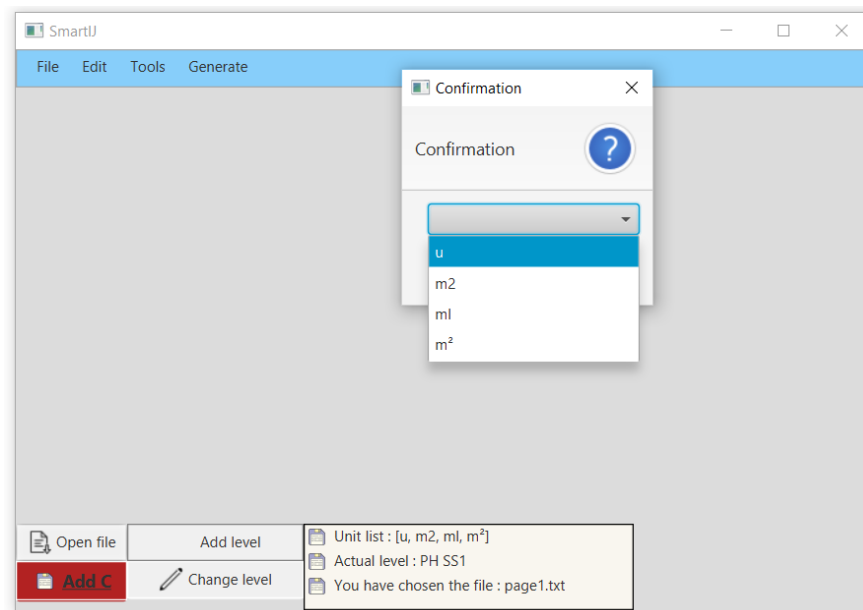 SmartIJ
File Edit Tools Generate
Confirmation
Confirmation
?
u
m2
ml
m²
Open file
Add level
Add C
Change level
Unit list : [u, m2, ml, m²]
Actual level : PH SS1
You have chosen the file : page1.txt